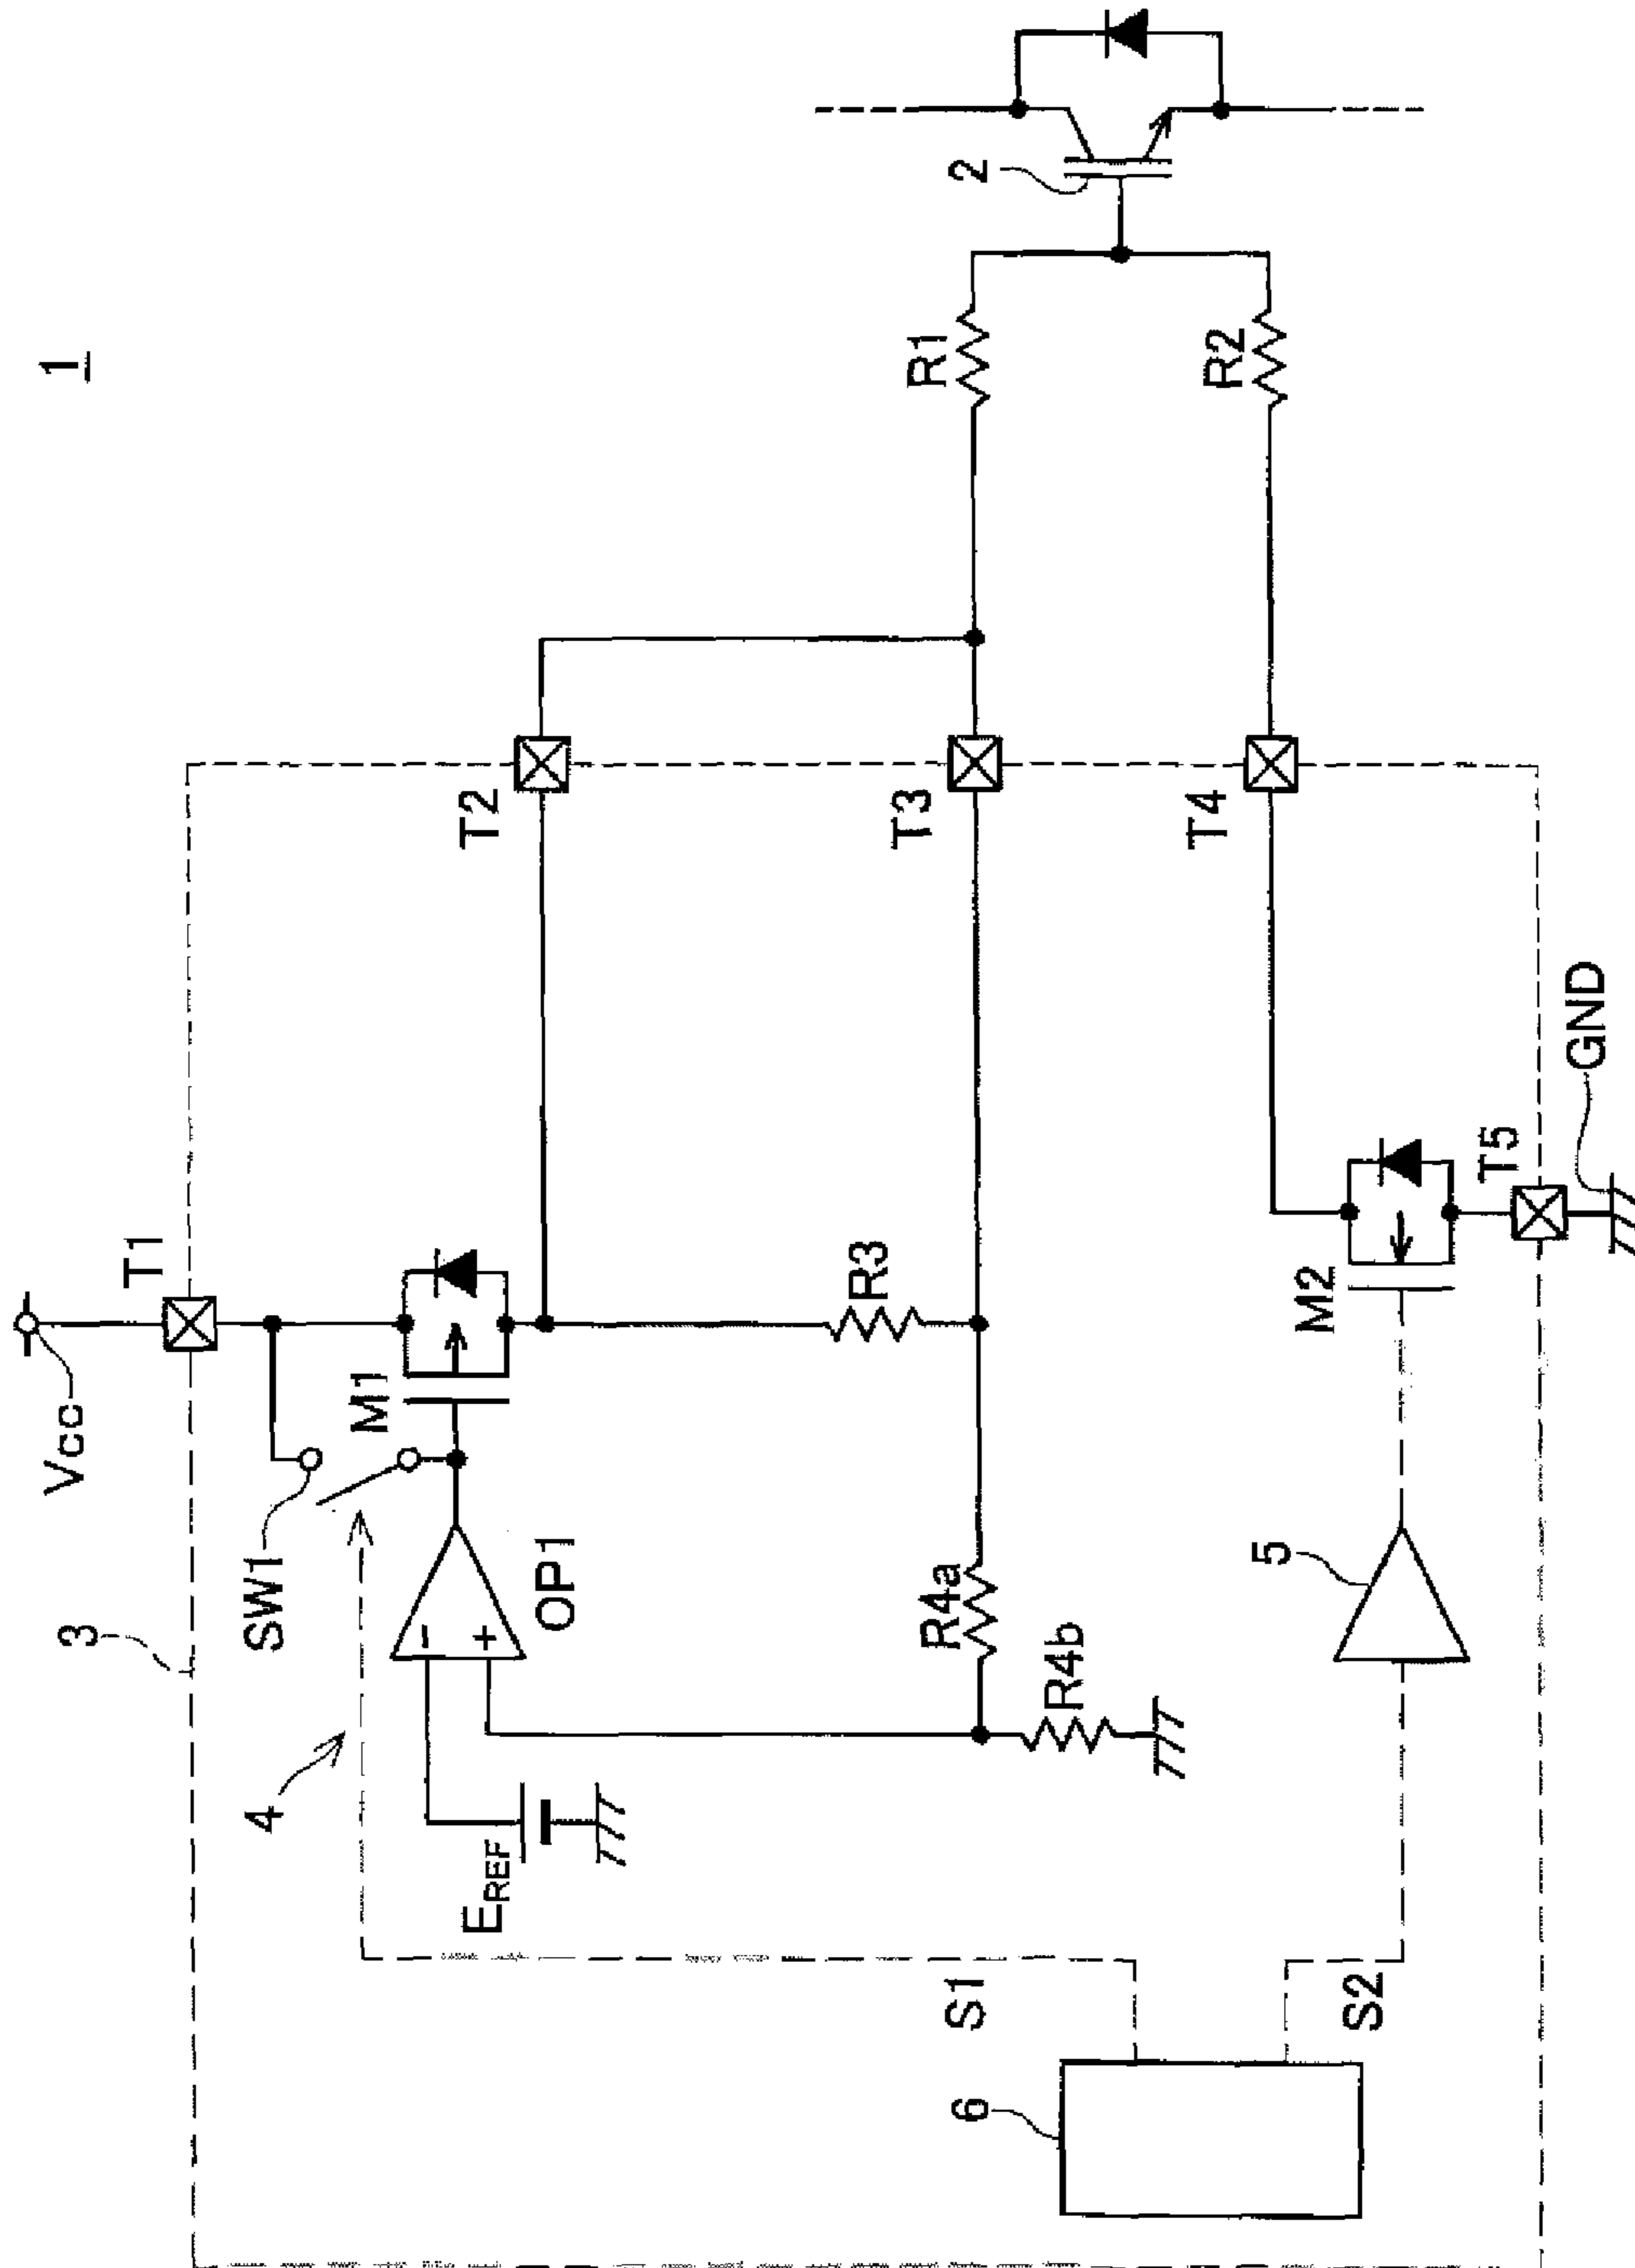 1
Vcc
T1
3
SW1
M1
4
OP1
-
+
E_REF
T2
R3
T3
R4a
R4b
R1
2
R2
T4
S1
6
S2
5
M2
T5
GND